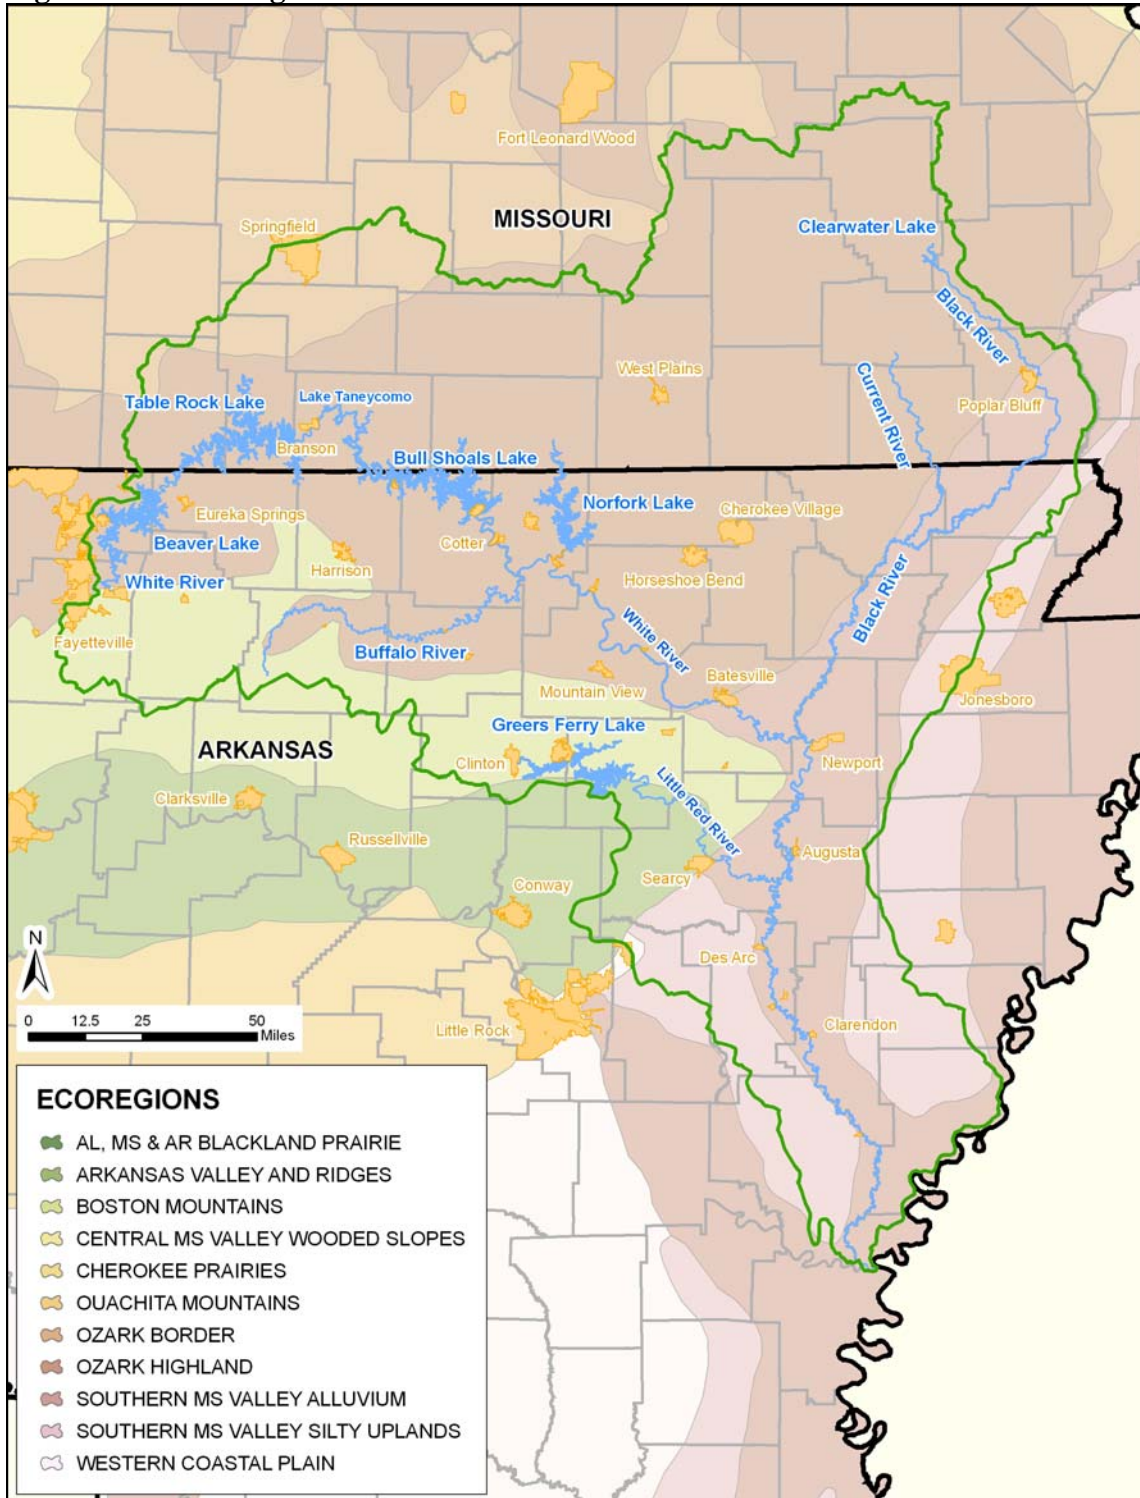 Fort Leonard Wood
Springfield
MISSOURI
Clearwater Lake
Black River
West Plains
Current River
Poplar Bluff
Table Rock Lake
Lake Taneycomo
Branson
Bull Shoals Lake
Norfork Lake
Cherokee Village
Eureka Springs
Beaver Lake
Cotter
Harrison
Horseshoe Bend
White River
Black River
White River
Fayetteville
Buffalo River
Mountain View
Batesville
Jonesboro
ARKANSAS
Greers Ferry Lake
Clinton
Newport
Little Red River
Clarksville
Russellville
Augusta
Searcy
Conway
Des Arc
N
0 12.5 25 50
Miles
Little Rock
Clarendon
ECOREGIONS
AL, MS & AR BLACKLAND PRAIRIE
ARKANSAS VALLEY AND RIDGES
BOSTON MOUNTAINS
CENTRAL MS VALLEY WOODED SLOPES
CHEROKEE PRAIRIES
OUACHITA MOUNTAINS
OZARK BORDER
OZARK HIGHLAND
SOUTHERN MS VALLEY ALLUVIUM
SOUTHERN MS VALLEY SILTY UPLANDS
WESTERN COASTAL PLAIN